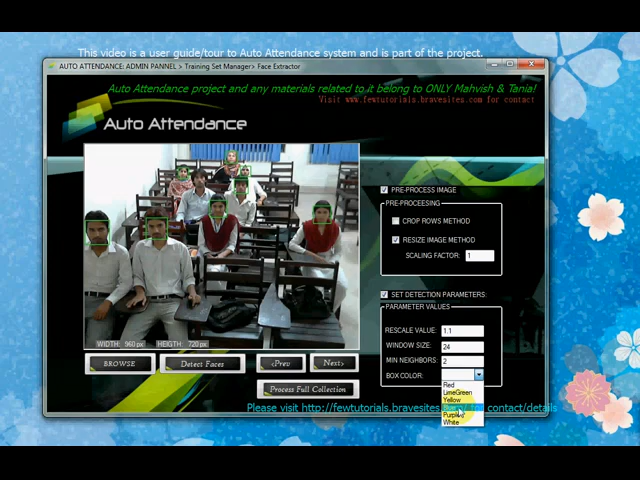 This video is a user guide/tour to Auto Attendance system and is part of the project.
AUTO ATTENDANCE: ADMIN PANNEL > Training Set Manager> Face Extractor
Auto Attendance project and any materials related to it belong to ONLY Mahvish & Tania!
Visit www.fewtutorials.bravesites.com for contact
Auto Attendance
PRE-PROCESS IMAGE
PRE-PROCEESING
CROP ROWS METHOD
RESIZE IMAGE METHOD
SCALING FACTOR: 1
SET DETECTION PARAMETERS:
PARAMETER VALUES
RESCALE VALUE: 1.1
WINDOW SIZE: 24
MIN NEIGHBORS: 2
BOX COLOR:
Red
LimeGreen
Yellow
Purple
White
WIDTH: 960 px HEIGTH: 720 px
BROWSE
Detect Faces
<Prev
Next>
Process Full Collection
Please visit http://fewtutorials.bravesites.com/ for contact/details